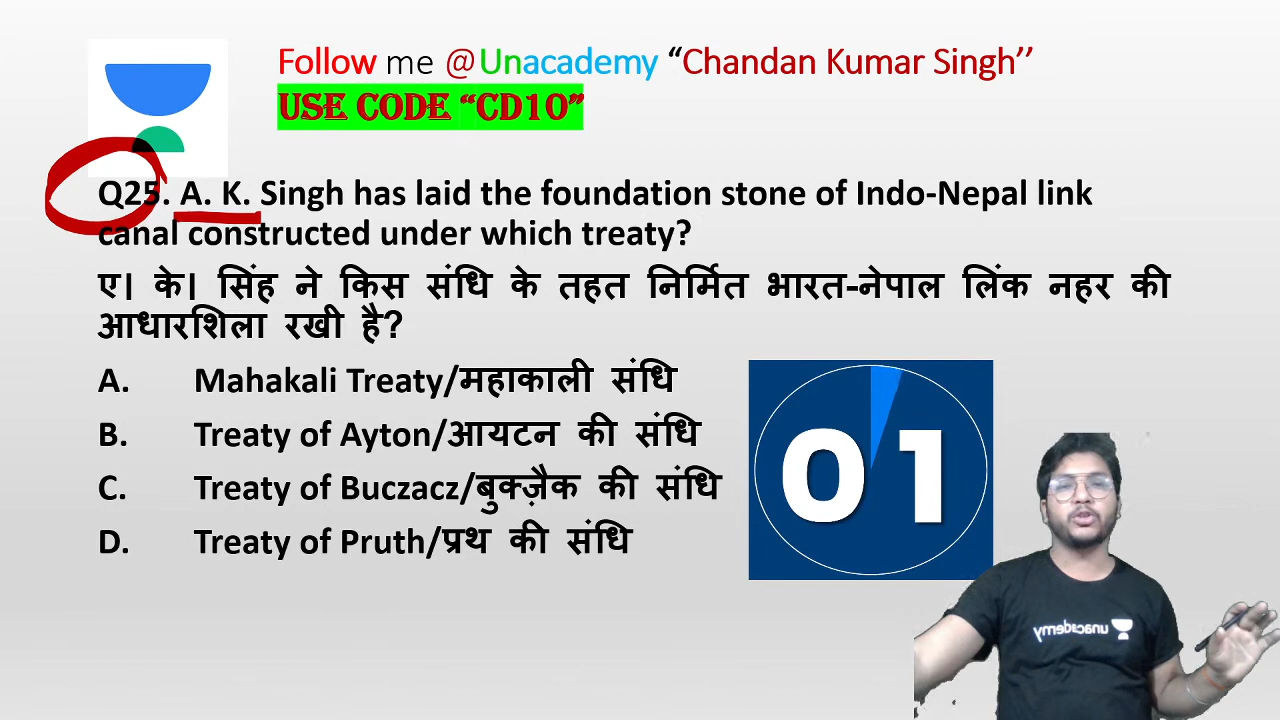 Follow me @Unacademy “Chandan Kumar Singh’’
USE CODE “CD10”
Q25. A. K. Singh has laid the foundation stone of Indo-Nepal link
canal constructed under which treaty?
ए। के। सिंह ने किस संधि के तहत निर्मित भारत-नेपाल लिंक नहर की
आधारशिला रखी है?
A. Mahakali Treaty/महाकाली संधि
B. Treaty of Ayton/आयटन की संधि
C. Treaty of Buczacz/बुक्ज़ैक की संधि
D. Treaty of Pruth/प्रथ की संधि
01
unacademy